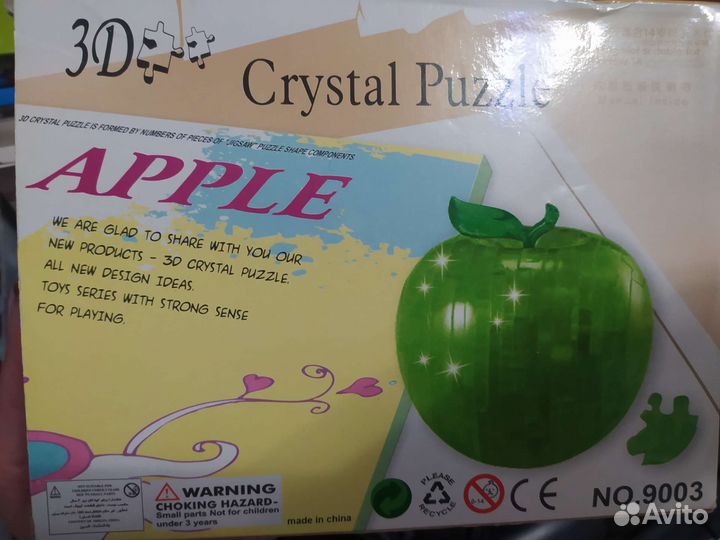 3D
Crystal Puzzle
3D CRYSTAL PUZZLE IS FORMED BY NUMBERS OF PIECES OF "JIGSAW" PUZZLE SHAPE COMPONENTS
APPLE
WE ARE GLAD TO SHARE WITH YOU OUR
NEW PRODUCTS - 3D CRYSTAL PUZZLE.
ALL NEW DESIGN IDEAS.
TOYS SERIES WITH STRONG SENSE
FOR PLAYING.
WARNING
CHOKING HAZARD-
Small parts Not for children
under 3 years
made in china
PLEASE
RECYCLE
0-14
CE
NO.9003
Avito